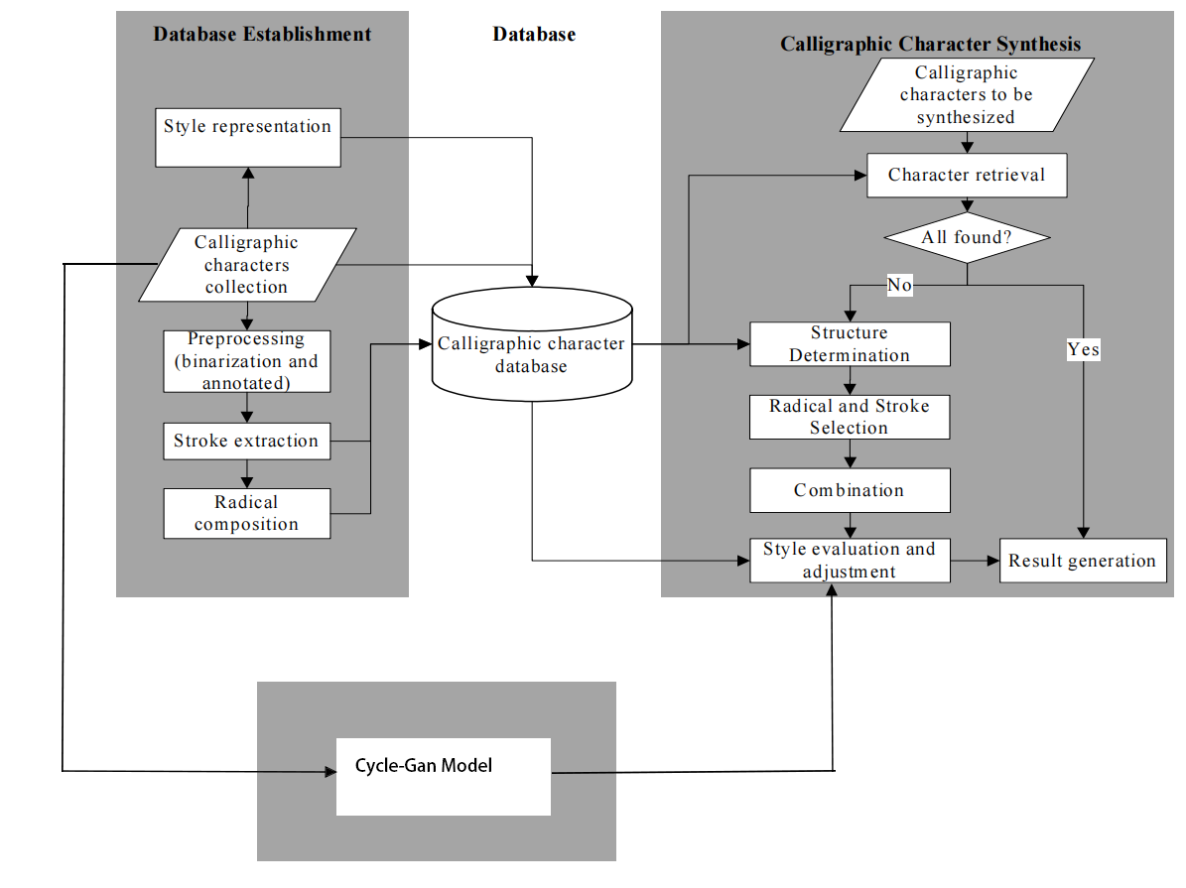 Database Establishment
Database
Calligraphic Character Synthesis
Style representation
Calligraphic
characters
collection
Preprocessing
(binarization and
annotated)
Stroke extraction
Radical
composition
Calligraphic character
database
Calligraphic
characters to be
synthesized
Character retrieval
All found?
No
Yes
Structure
Determination
Radical and Stroke
Selection
Combination
Style evaluation and
adjustment
Result generation
Cycle-Gan Model